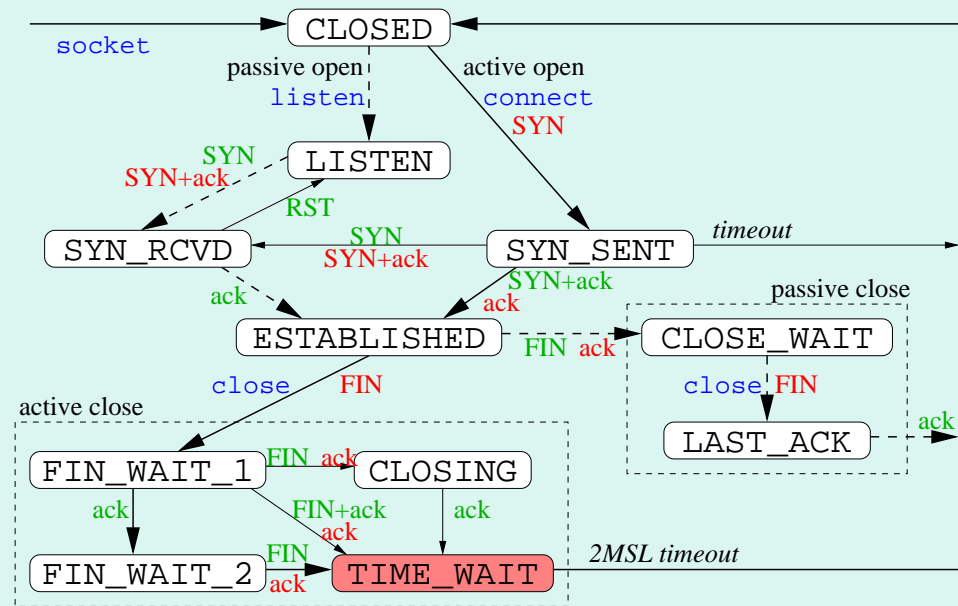 CLOSED
socket
passive open
active open
listen
connect
SYN
SYN
LISTEN
SYN+ack
RST
SYN_RCVD
SYN
SYN+ack
SYN_SENT
timeout
ack
SYN+ack
ack
passive close
ESTABLISHED
FIN ack
CLOSE_WAIT
close FIN
close FIN
active close
LAST_ACK
ack
FIN_WAIT_1
FIN ack
CLOSING
ack
FIN+ack
ack
ack
FIN_WAIT_2
FIN
ack
TIME_WAIT
2MSL timeout